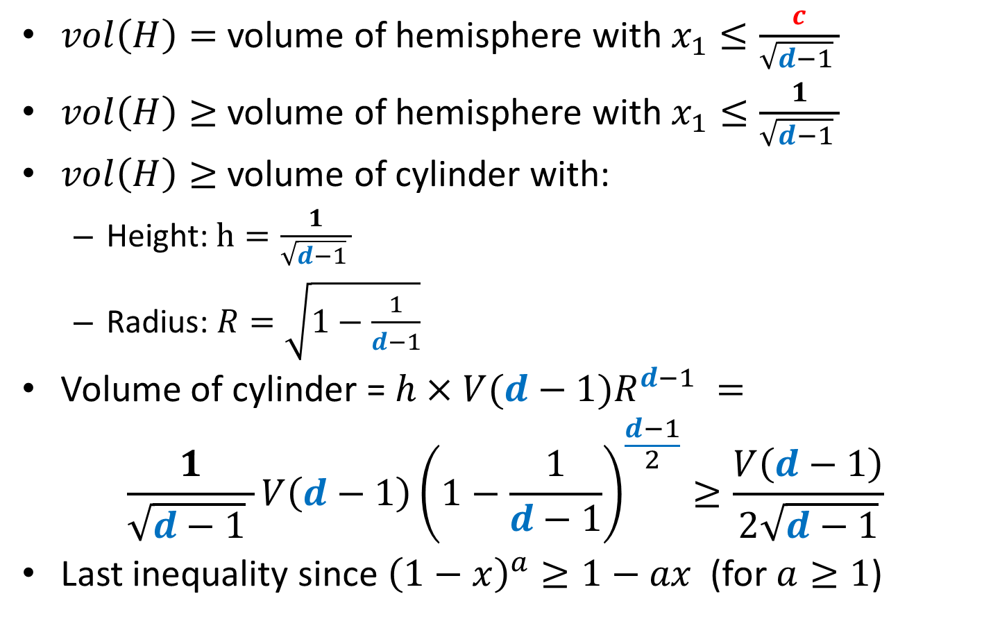 • $vol(H) =$ volume of hemisphere with $x_1 \leq \frac{c}{\sqrt{d-1}}$
• $vol(H) \geq$ volume of hemisphere with $x_1 \leq \frac{1}{\sqrt{d-1}}$
• $vol(H) \geq$ volume of cylinder with:
– Height: $\mathrm{h} = \frac{1}{\sqrt{d-1}}$
– Radius: $R = \sqrt{1 - \frac{1}{d-1}}$
• Volume of cylinder = $h \times V(d-1)R^{d-1} =$
$\frac{1}{\sqrt{d-1}} V(d-1) \left(1 - \frac{1}{d-1}\right)^{\frac{d-1}{2}} \geq \frac{V(d-1)}{2\sqrt{d-1}}$
• Last inequality since $(1-x)^a \geq 1 - ax$ (for $a \geq 1$)